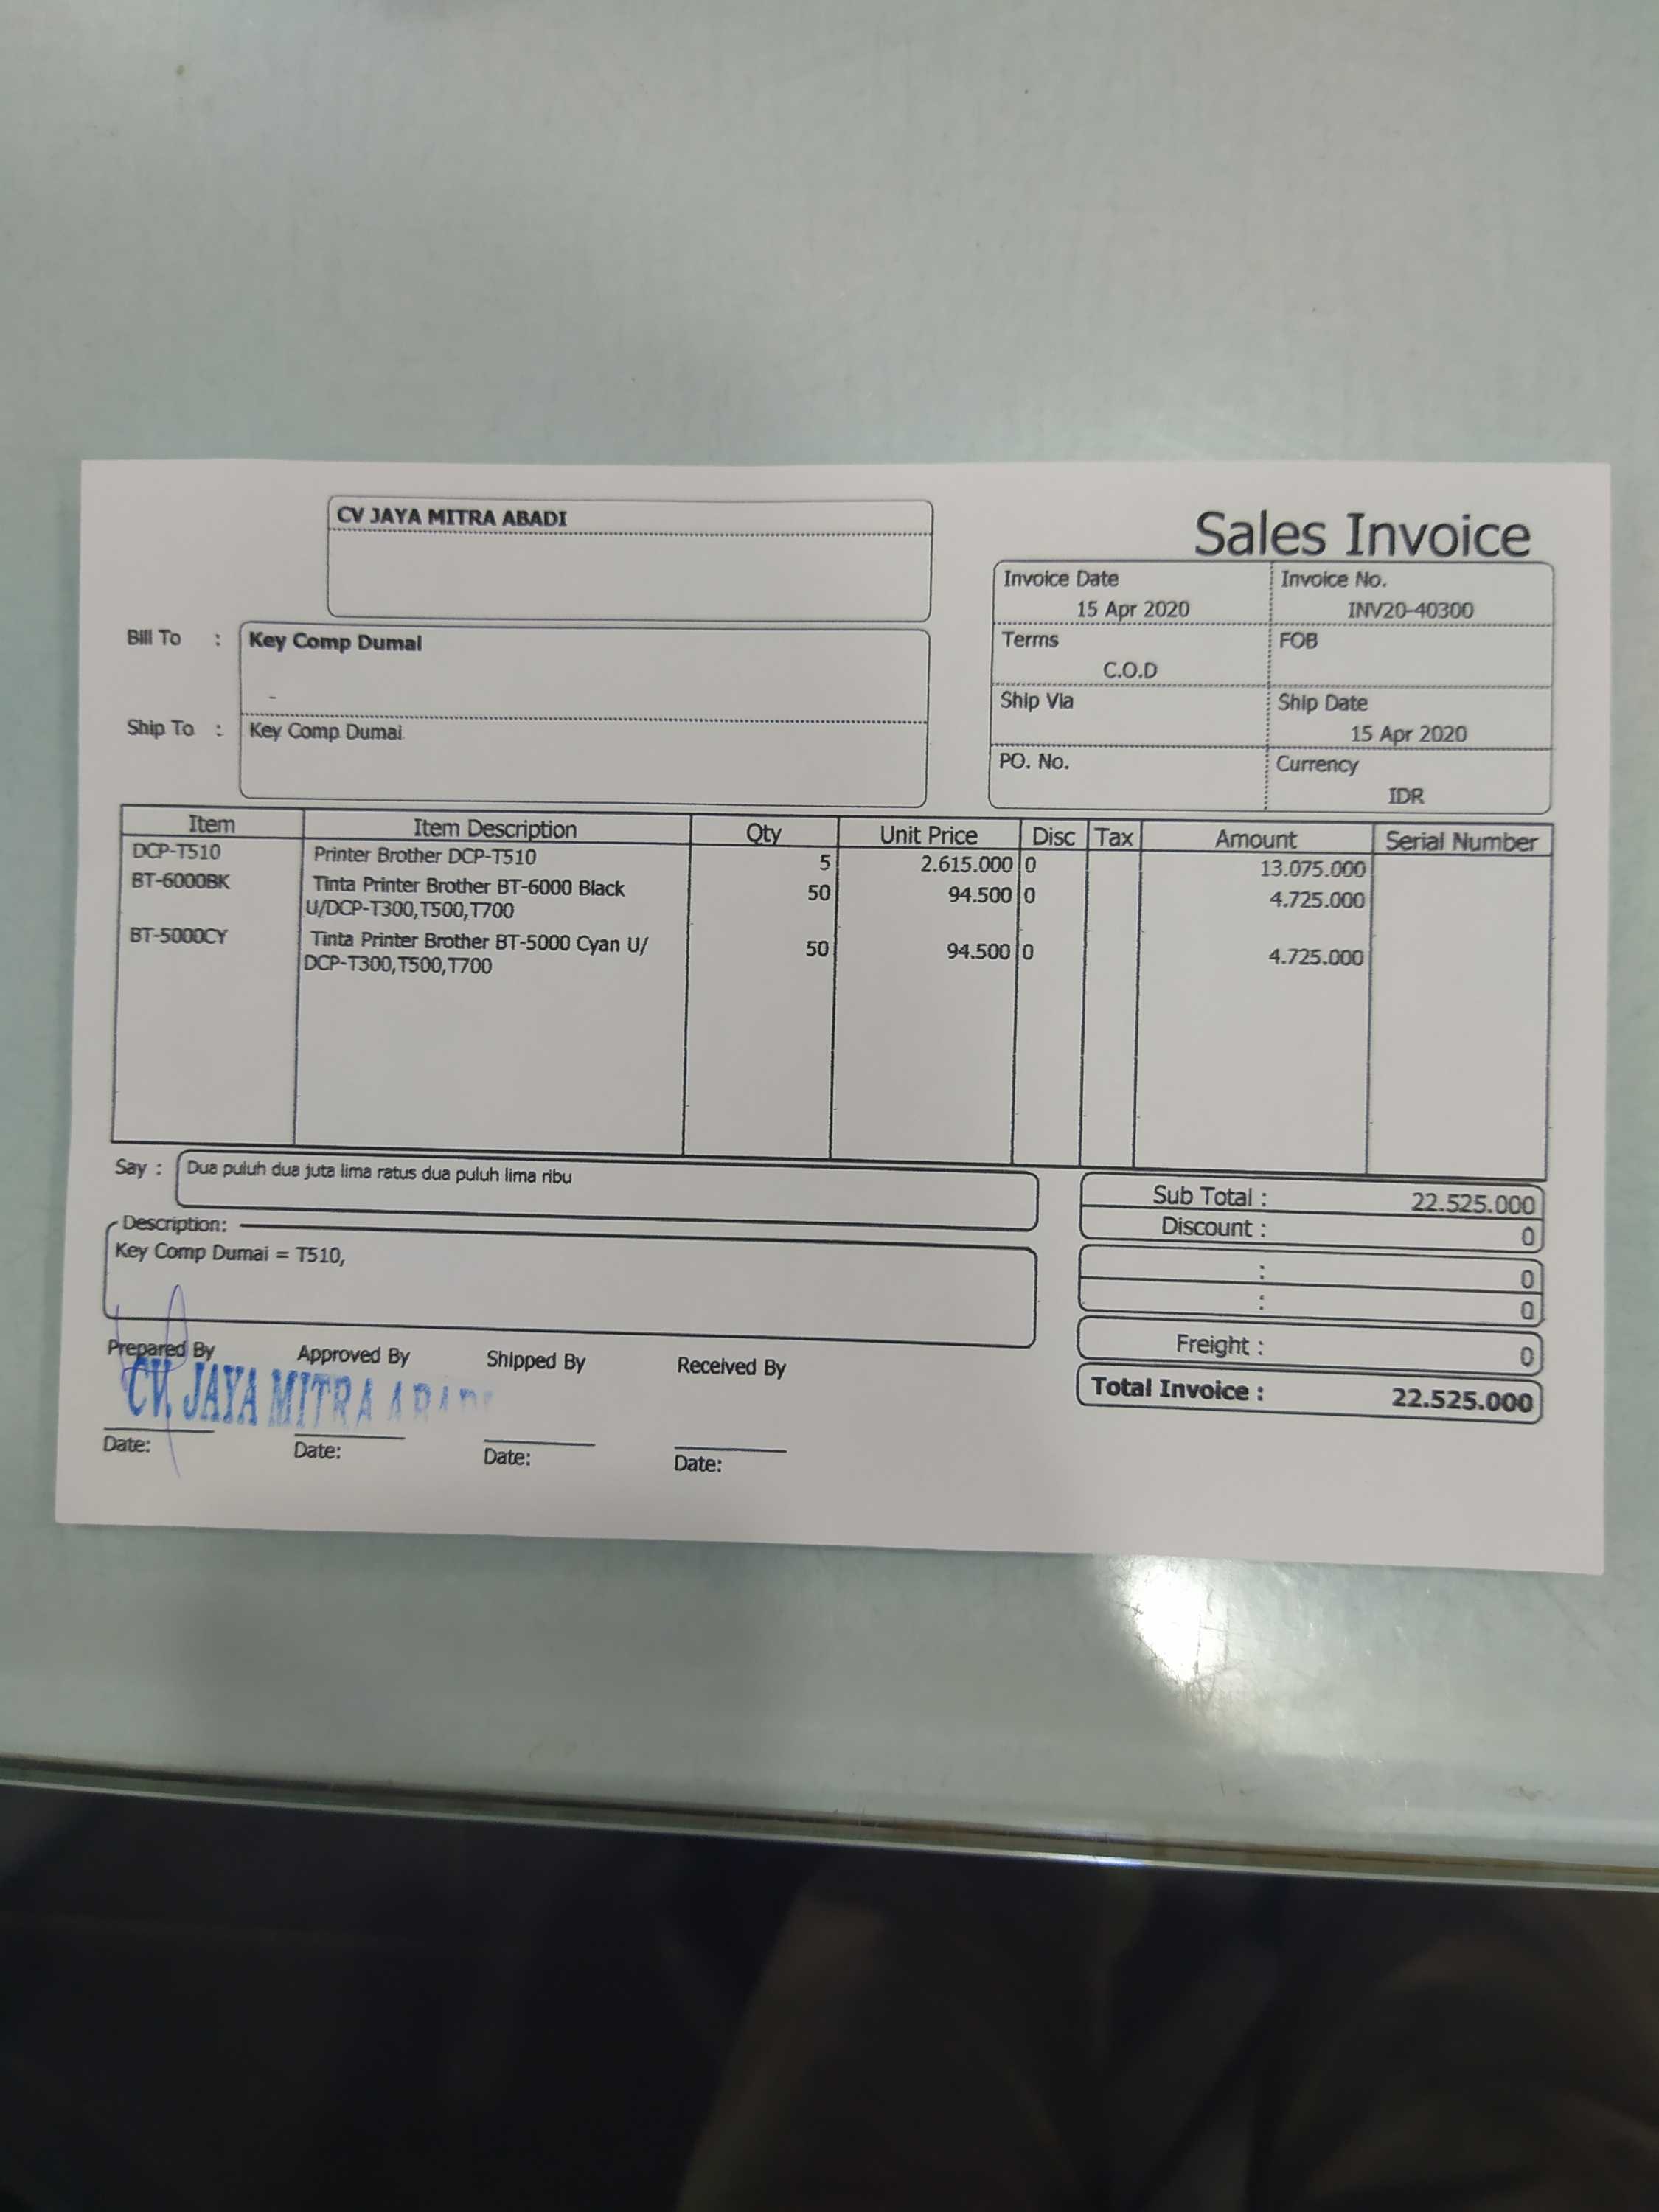 CV JAYA MITRA ABADI
Sales Invoice
Invoice Date
15 Apr 2020
Invoice No.
INV20-40300
Terms
C.O.D
FOB
Ship Via
Ship Date
15 Apr 2020
PO. No.
Currency
IDR
Bill To : Key Comp Dumai
-
Ship To : Key Comp Dumai
Item Item Description Qty Unit Price Disc Tax Amount Serial Number
DCP-T510 Printer Brother DCP-T510 5 2.615.000 0 13.075.000
BT-6000BK Tinta Printer Brother BT-6000 Black 50 94.500 0 4.725.000
U/DCP-T300,T500,T700
BT-5000CY Tinta Printer Brother BT-5000 Cyan U/ 50 94.500 0 4.725.000
DCP-T300,T500,T700
Say : Dua puluh dua juta lima ratus dua puluh lima ribu
Sub Total : 22.525.000
Discount : 0
: 0
: 0
Freight : 0
Total Invoice : 22.525.000
Description:
Key Comp Dumai = T510,
Prepared By Approved By Shipped By Received By
CV. JAYA MITRA ABADI
Date: Date: Date: Date: